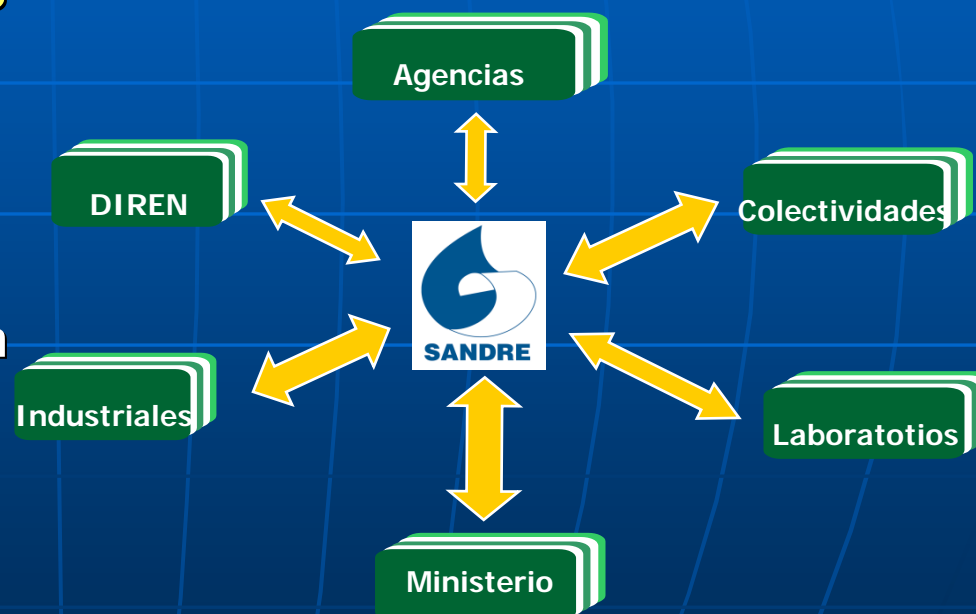 Agencias
DIREN
Colectividades
SANDRE
Industriales
Laboratotios
Ministerio